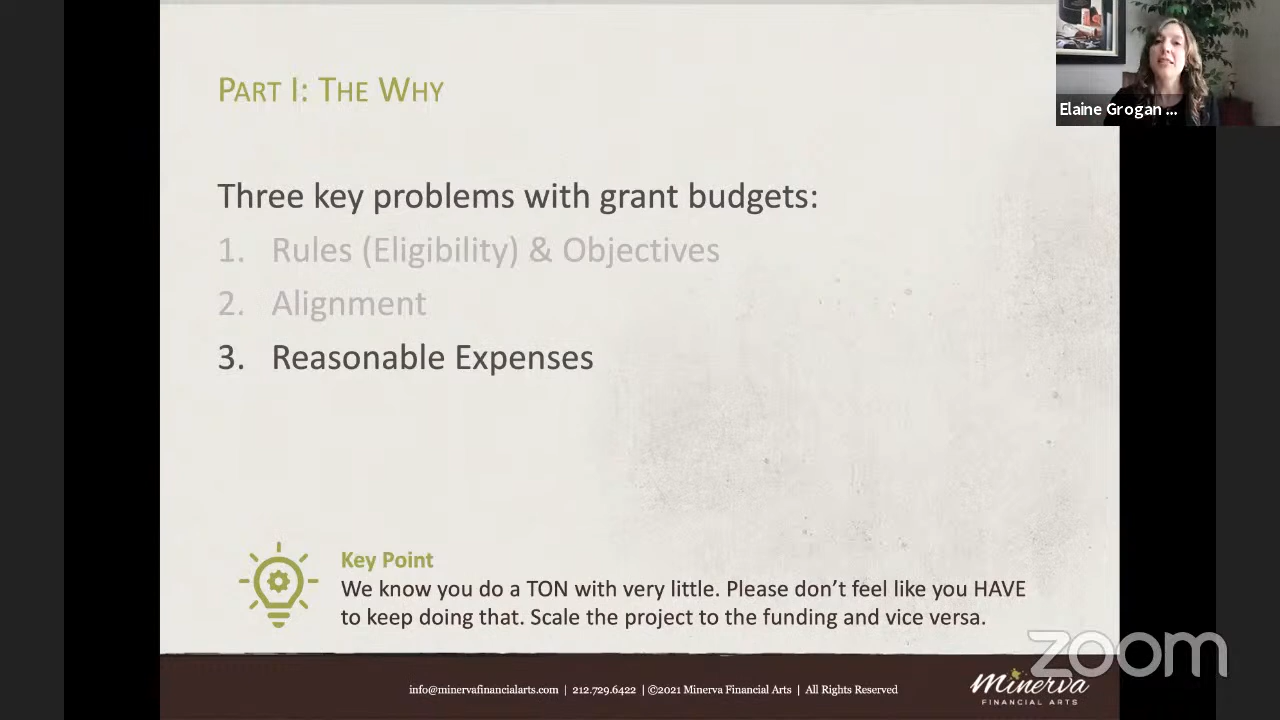 Elaine Grogan ...
PART I: THE WHY
Three key problems with grant budgets:
1. Rules (Eligibility) & Objectives
2. Alignment
3. Reasonable Expenses
Key Point
We know you do a TON with very little. Please don’t feel like you HAVE
to keep doing that. Scale the project to the funding and vice versa.
zoom
info@minervafinancialarts.com | 212.729.6422 | ©2021 Minerva Financial Arts | All Rights Reserved
Minerva
FINANCIAL ARTS